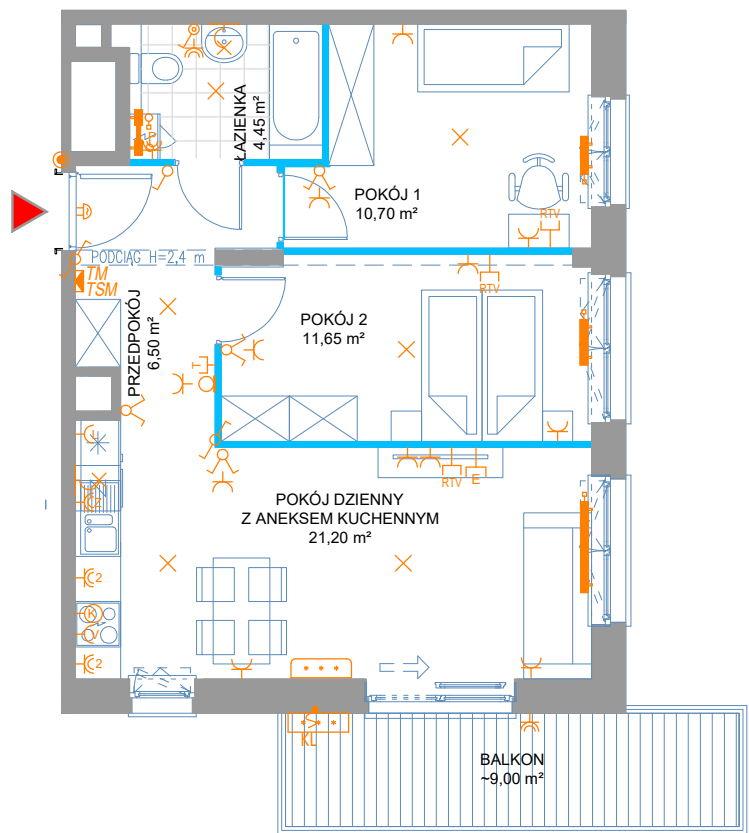 ŁAZIENKA
4,45 m²
POKÓJ 1
10,70 m²
RTV
PODCIĄG H=2,4 m
TM
TSM
PRZEDPOKÓJ
6,50 m²
RTV
POKÓJ 2
11,65 m²
L
Z
2
K
V
2
RTV
E
POKÓJ DZIENNY
Z ANEKSEM KUCHENNYM
21,20 m²
KL
BALKON
~9,00 m²